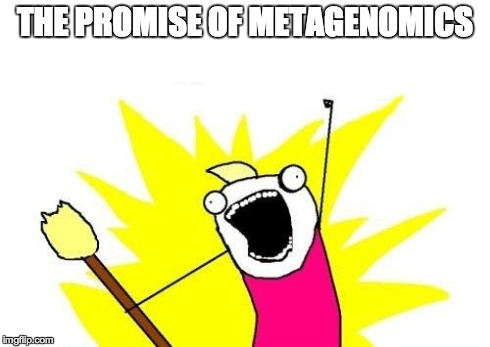 THE PROMISE OF METAGENOMICS
imgflip.com